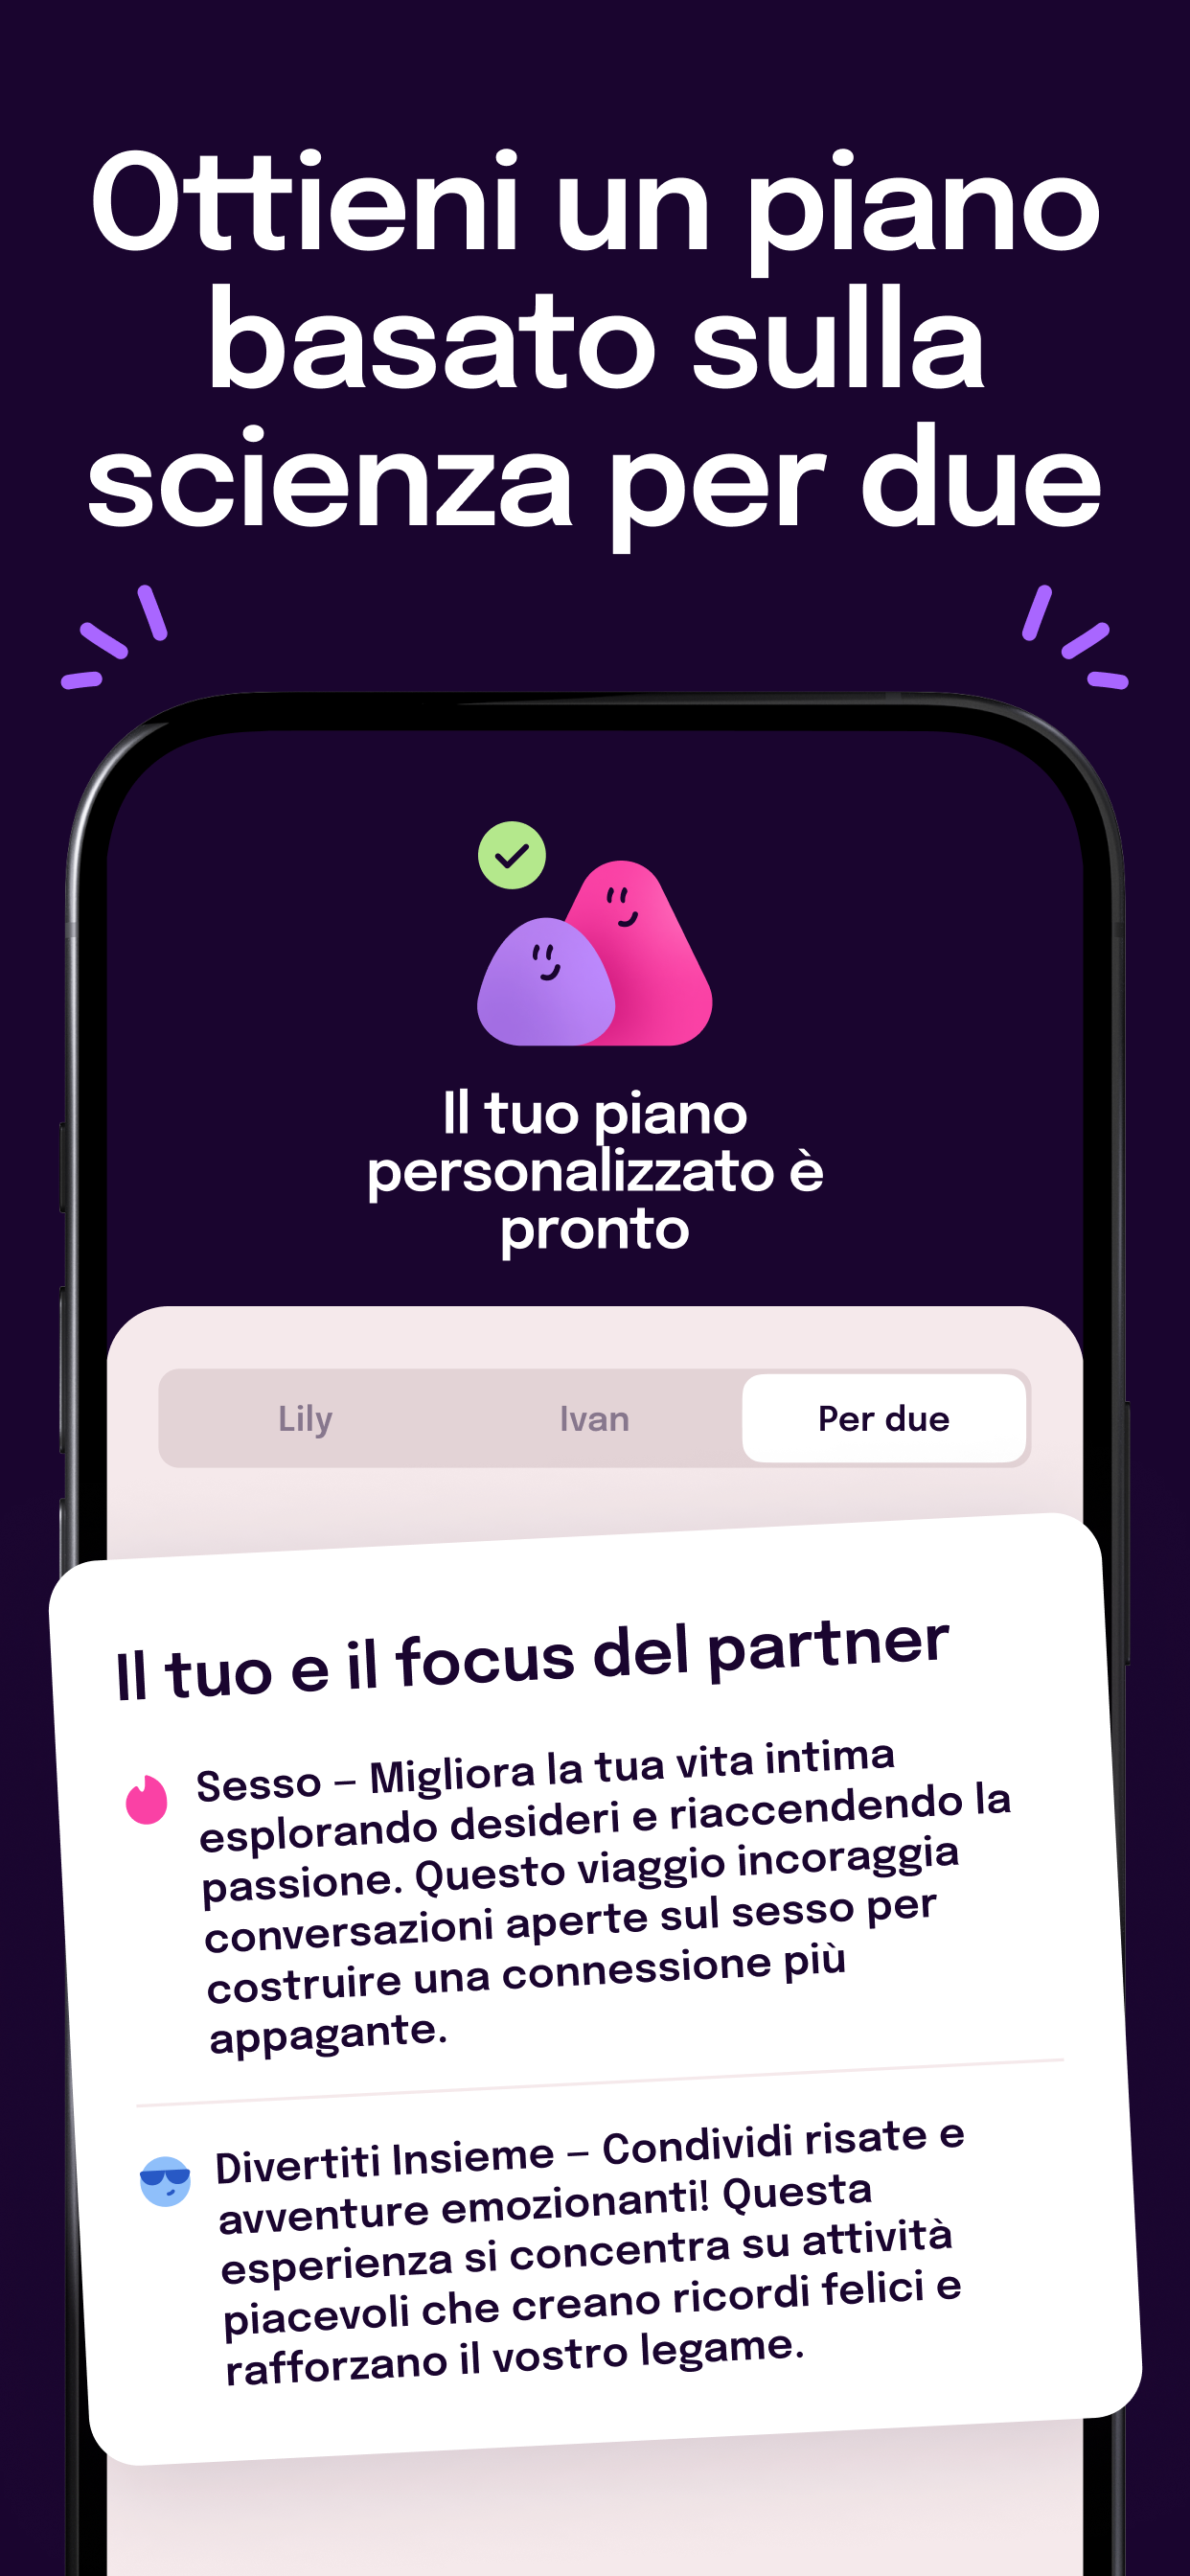 Ottieni un piano
basato sulla
scienza per due
Il tuo piano
personalizzato è
pronto
Lily
Ivan
Per due
Il tuo e il focus del partner
Sesso – Migliora la tua vita intima
esplorando desideri e riaccendendo la
passione. Questo viaggio incoraggia
conversazioni aperte sul sesso per
costruire una connessione più
appagante.
Divertiti Insieme – Condividi risate e
avventure emozionanti! Questa
esperienza si concentra su attività
piacevoli che creano ricordi felici e
rafforzano il vostro legame.